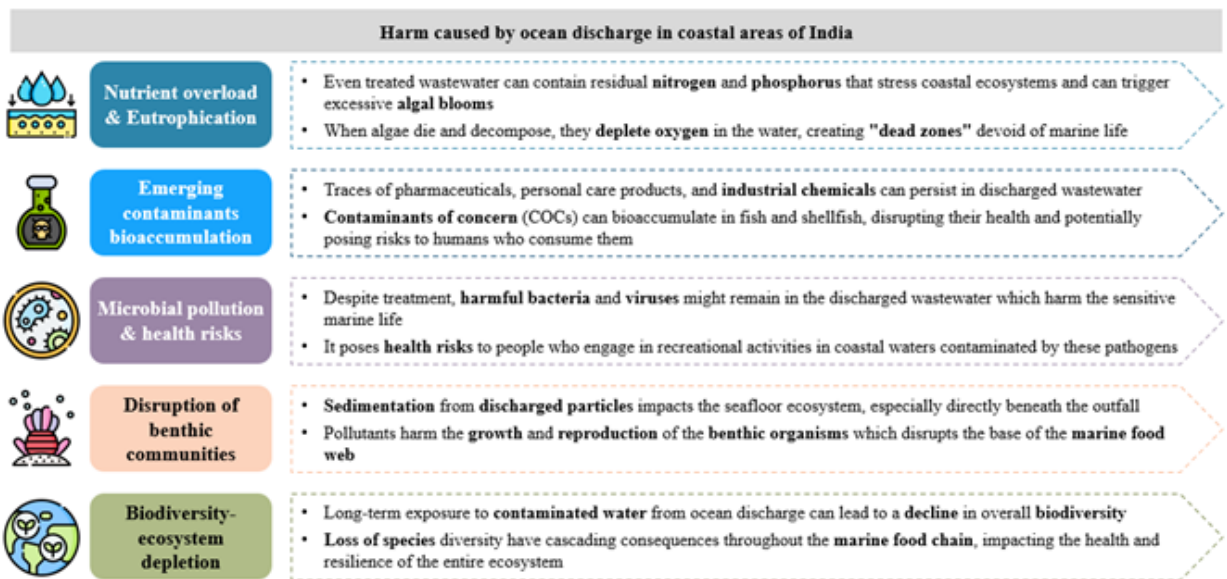 Harm caused by ocean discharge in coastal areas of India
Nutrient overload
& Eutrophication
• Even treated wastewater can contain residual nitrogen and phosphorus that stress coastal ecosystems and can trigger
excessive algal blooms
• When algae die and decompose, they deplete oxygen in the water, creating "dead zones" devoid of marine life
Emerging
contaminants
bioaccumulation
• Traces of pharmaceuticals, personal care products, and industrial chemicals can persist in discharged wastewater
• Contaminants of concern (COCs) can bioaccumulate in fish and shellfish, disrupting their health and potentially
posing risks to humans who consume them
Microbial pollution
& health risks
• Despite treatment, harmful bacteria and viruses might remain in the discharged wastewater which harm the sensitive
marine life
• It poses health risks to people who engage in recreational activities in coastal waters contaminated by these pathogens
Disruption of
benthic
communities
• Sedimentation from discharged particles impacts the seafloor ecosystem, especially directly beneath the outfall
• Pollutants harm the growth and reproduction of the benthic organisms which disrupts the base of the marine food
web
Biodiversity-
ecosystem
depletion
• Long-term exposure to contaminated water from ocean discharge can lead to a decline in overall biodiversity
• Loss of species diversity have cascading consequences throughout the marine food chain, impacting the health and
resilience of the entire ecosystem